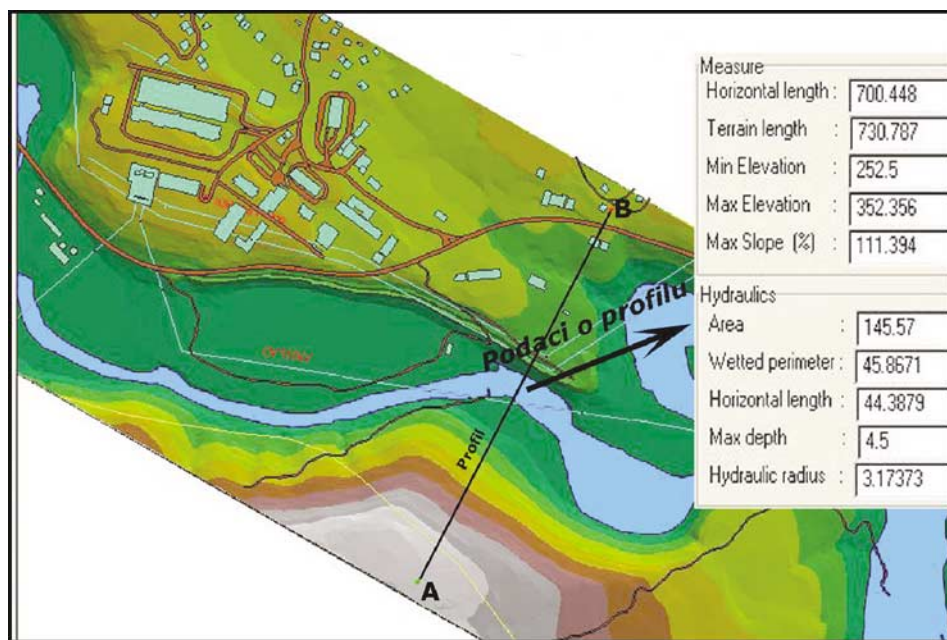 Measure
Horizontal length : 700.448
Terrain length : 730.787
Min Elevation : 252.5
Max Elevation : 352.356
Max Slope (%) : 111.394
B
Podaci o profilu
Hydraulics
Area : 145.57
Wetted perimeter : 45.8671
Horizontal length : 44.3879
Max depth : 4.5
Hydraulic radius : 3.17373
Profil
A